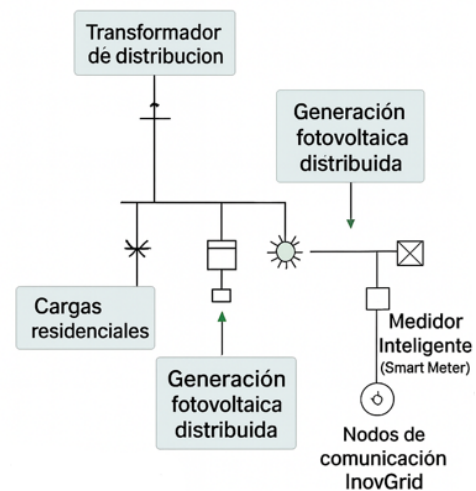 Transformador
de distribucion
Generación
fotovoltaica
distribuida
Cargas
residenciales
Generación
fotovoltaica
distribuida
Medidor
Inteligente
(Smart Meter)
Nodos de
comunicación
InovGrid